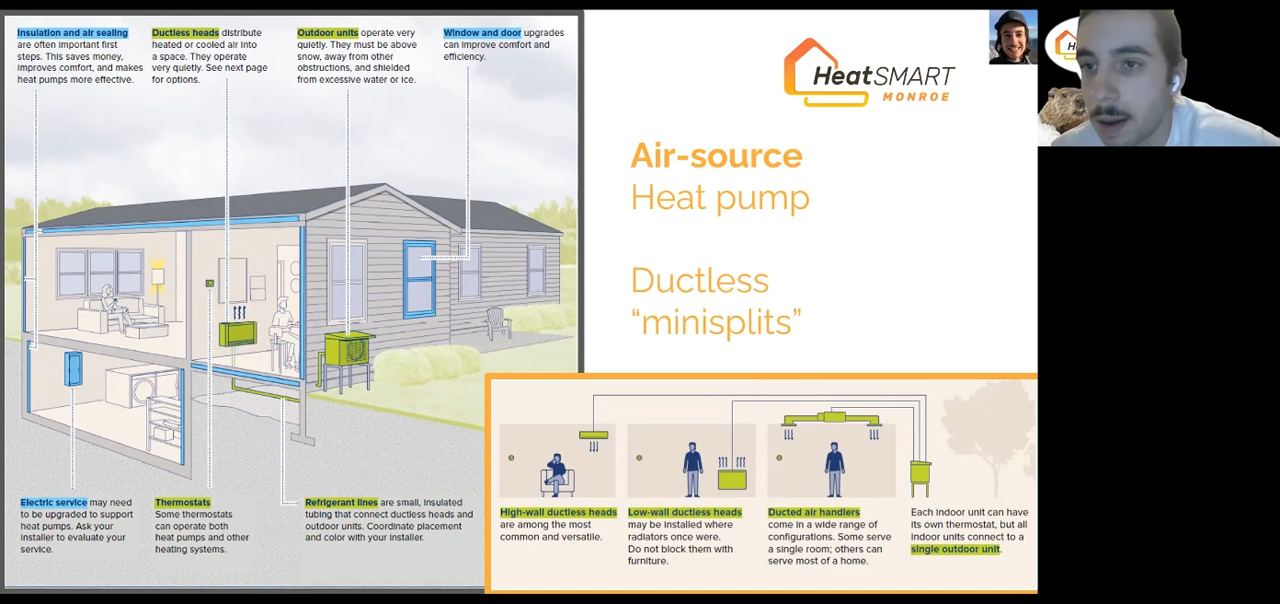 Insulation and air sealing
are often important first
steps. This saves money,
improves comfort, and makes
heat pumps more effective.
Ductless heads distribute
heated or cooled air into
a space. They operate
very quietly. See next page
for options.
Outdoor units operate very
quietly. They must be above
snow, away from other
obstructions, and shielded
from excessive water or ice.
Window and door upgrades
can improve comfort and
efficiency.
HeatSMART
MONROE
Air-source
Heat pump
Ductless
“minisplits”
Electric service may need
to be upgraded to support
heat pumps. Ask your
installer to evaluate your
service.
Thermostats
Some thermostats
can operate both
heat pumps and other
heating systems.
Refrigerant lines are small, insulated
tubing that connect ductless heads and
outdoor units. Coordinate placement
and color with your installer.
High-wall ductless heads
are among the most
common and versatile.
Low-wall ductless heads
may be installed where
radiators once were.
Do not block them with
furniture.
Ducted air handlers
come in a wide range of
configurations. Some serve
a single room; others can
serve most of a home.
Each indoor unit can have
its own thermostat, but all
indoor units connect to a
single outdoor unit.